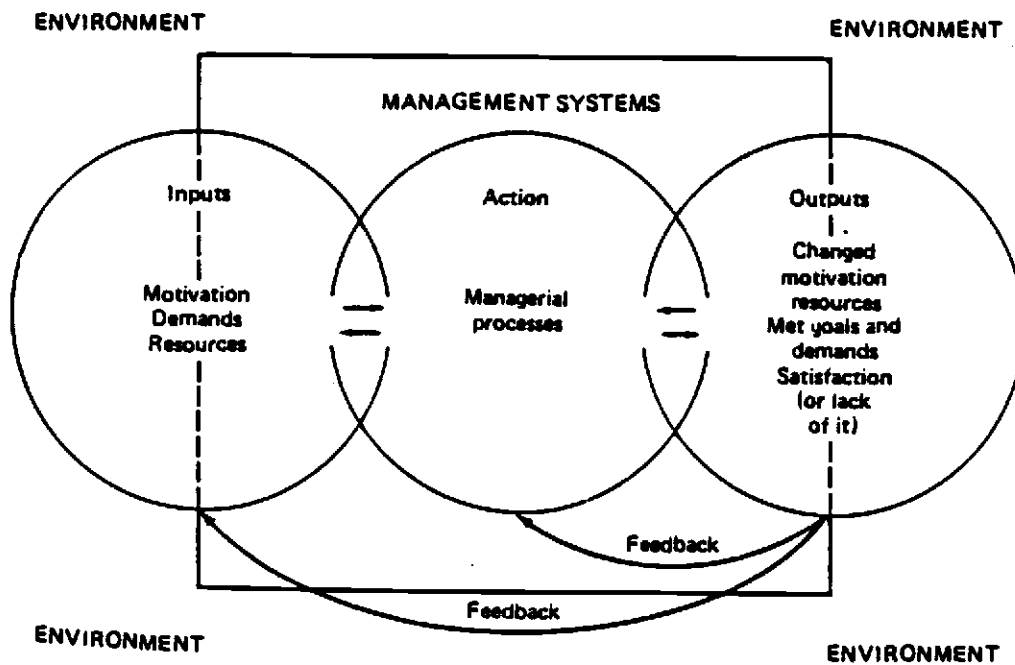 ENVIRONMENT
ENVIRONMENT
MANAGEMENT SYSTEMS
Inputs
Motivation
Demands
Resources
Action
Managerial
processes
Outputs
Changed
motivation
resources
Met goals and
demands
Satisfaction
(or lack
of it)
Feedback
Feedback
ENVIRONMENT
ENVIRONMENT